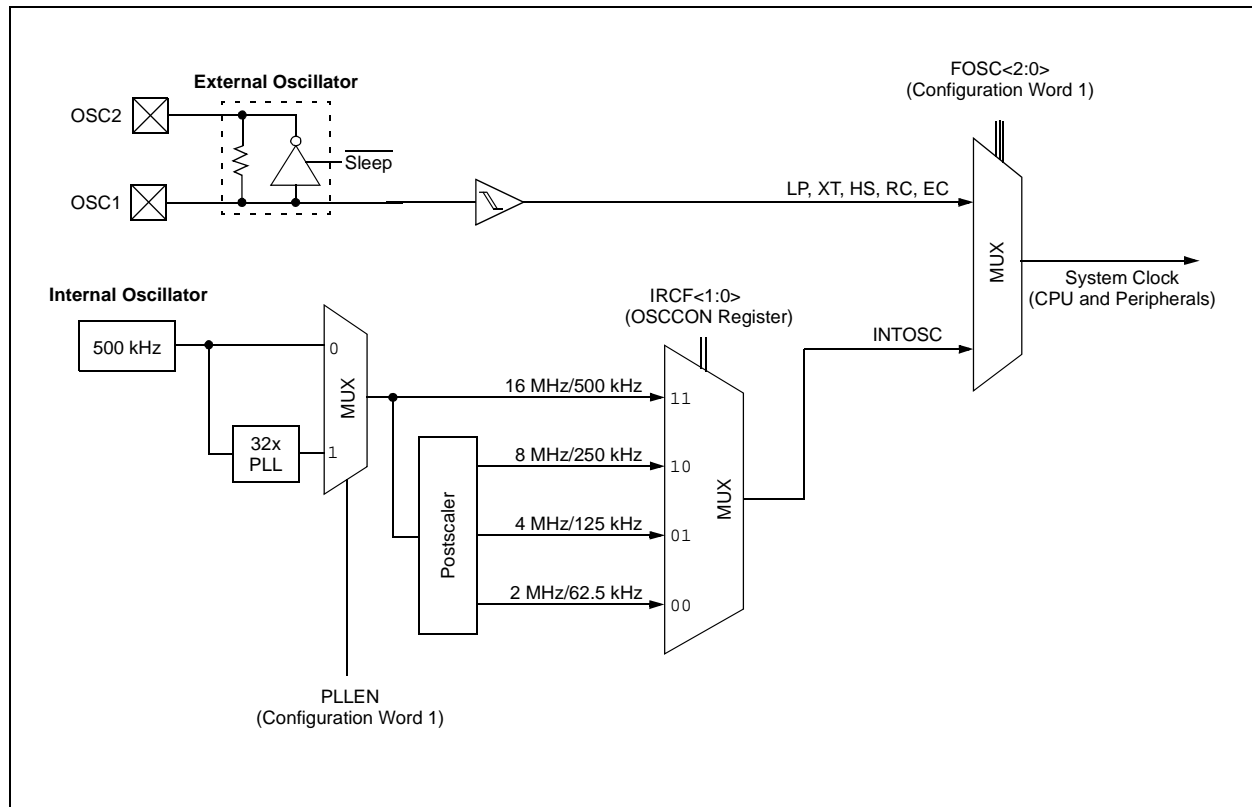 FOSC<2:0>
(Configuration Word 1)
External Oscillator
OSC2
Sleep
OSC1
LP, XT, HS, RC, EC
MUX
System Clock
(CPU and Peripherals)
Internal Oscillator
IRCF<1:0>
(OSCCON Register)
500 kHz
0
MUX
INTOSC
16 MHz/500 kHz
11
32x
PLL
1
8 MHz/250 kHz
10
MUX
Postscaler
4 MHz/125 kHz
01
2 MHz/62.5 kHz
00
PLLEN
(Configuration Word 1)